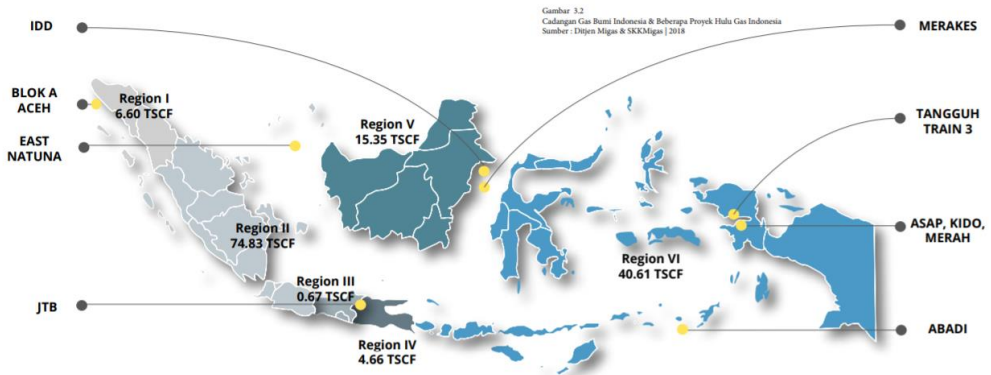 Gambar 3.2
Cadangan Gas Bumi Indonesia & Beberapa Proyek Hulu Gas Indonesia
Sumber : Ditjen Migas & SKKMigas | 2018
IDD
MERAKES
BLOK A
ACEH
Region I
6.60 TSCF
TANGGUH
TRAIN 3
EAST
NATUNA
Region V
15.35 TSCF
Region II
74.83 TSCF
ASAP, KIDO,
MERAH
Region VI
40.61 TSCF
Region III
0.67 TSCF
JTB
ABADI
Region IV
4.66 TSCF